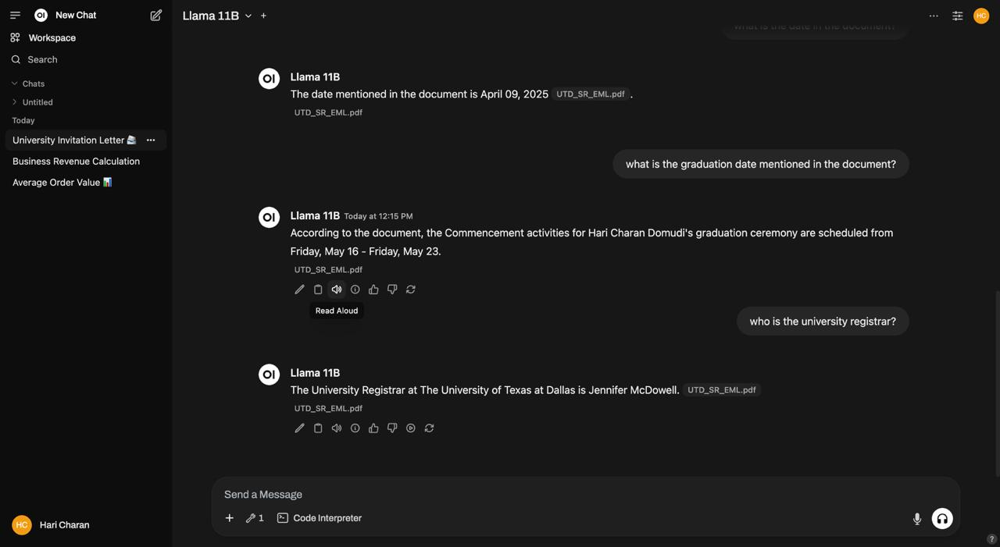 OI New Chat
Workspace
Search
Chats
Untitled
Today
University Invitation Letter
Business Revenue Calculation
Average Order Value
HC Hari Charan
Llama 11B
HC
what is the date in the document?
OI Llama 11B
The date mentioned in the document is April 09, 2025 UTD_SR_EML.pdf .
UTD_SR_EML.pdf
what is the graduation date mentioned in the document?
OI Llama 11B Today at 12:15 PM
According to the document, the Commencement activities for Hari Charan Domudi's graduation ceremony are scheduled from
Friday, May 16 - Friday, May 23.
UTD_SR_EML.pdf
Read Aloud
who is the university registrar?
OI Llama 11B
The University Registrar at The University of Texas at Dallas is Jennifer McDowell. UTD_SR_EML.pdf
UTD_SR_EML.pdf
Send a Message
+ 1 Code Interpreter
?